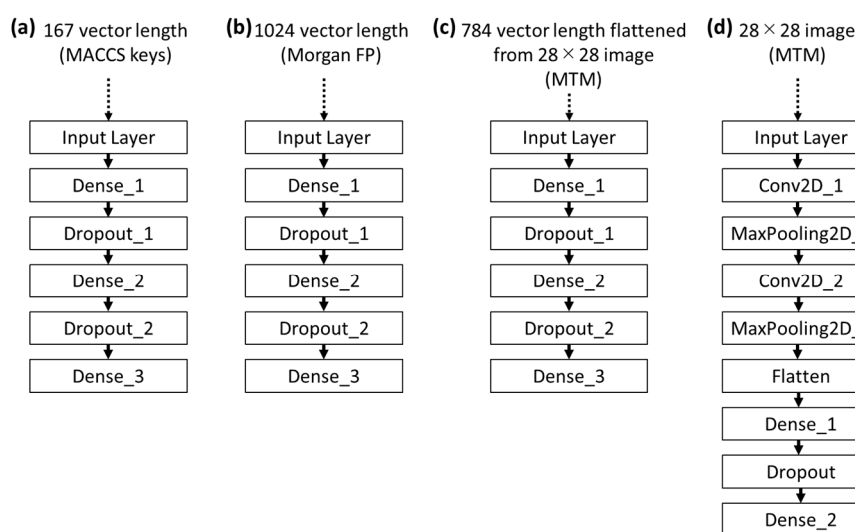 (a) 167 vector length
(MACCS keys)
Input Layer
Dense_1
Dropout_1
Dense_2
Dropout_2
Dense_3
(b) 1024 vector length
(Morgan FP)
Input Layer
Dense_1
Dropout_1
Dense_2
Dropout_2
Dense_3
(c) 784 vector length flattened
from 28×28 image
(MTM)
Input Layer
Dense_1
Dropout_1
Dense_2
Dropout_2
Dense_3
(d) 28×28 image
(MTM)
Input Layer
Conv2D_1
MaxPooling2D_
Conv2D_2
MaxPooling2D_
Flatten
Dense_1
Dropout
Dense_2